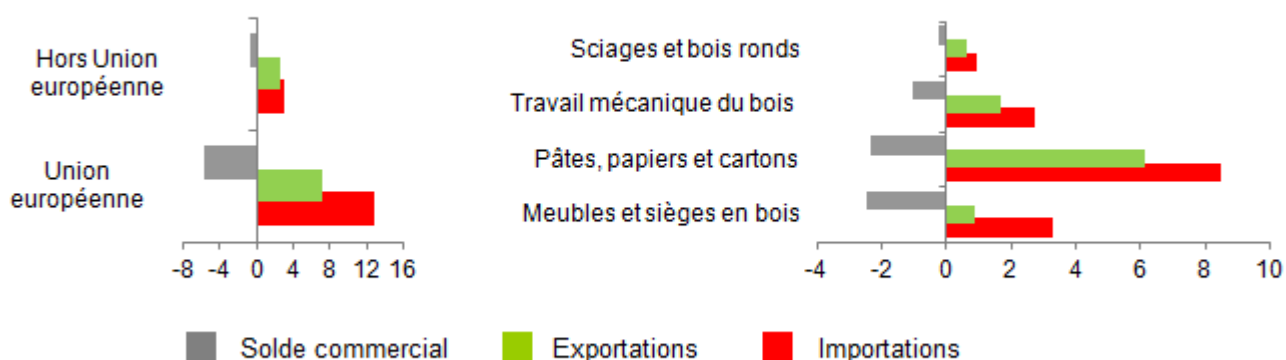 Hors Union
européenne
Union
européenne
-8 -4 0 4 8 12 16
Sciages et bois ronds
Travail mécanique du bois
Pâtes, papiers et cartons
Meubles et sièges en bois
-4 -2 0 2 4 6 8 10
Solde commercial Exportations Importations